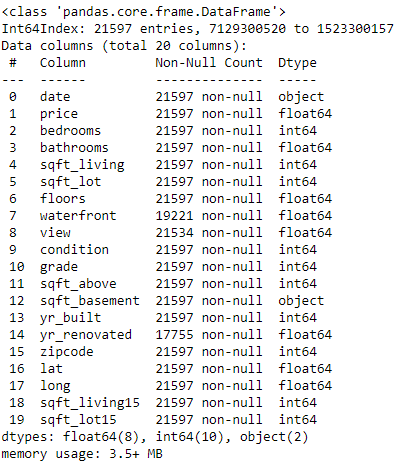 <class 'pandas.core.frame.DataFrame'>
Int64Index: 21597 entries, 7129300520 to 1523300157
Data columns (total 20 columns):
 #   Column         Non-Null Count  Dtype
---  ------         --------------  -----
 0   date           21597 non-null  object
 1   price          21597 non-null  float64
 2   bedrooms       21597 non-null  int64
 3   bathrooms      21597 non-null  float64
 4   sqft_living    21597 non-null  int64
 5   sqft_lot       21597 non-null  int64
 6   floors         21597 non-null  float64
 7   waterfront     19221 non-null  float64
 8   view           21534 non-null  float64
 9   condition      21597 non-null  int64
 10  grade          21597 non-null  int64
 11  sqft_above     21597 non-null  int64
 12  sqft_basement  21597 non-null  object
 13  yr_built       21597 non-null  int64
 14  yr_renovated   17755 non-null  float64
 15  zipcode        21597 non-null  int64
 16  lat            21597 non-null  float64
 17  long           21597 non-null  float64
 18  sqft_living15  21597 non-null  int64
 19  sqft_lot15     21597 non-null  int64
dtypes: float64(8), int64(10), object(2)
memory usage: 3.5+ MB